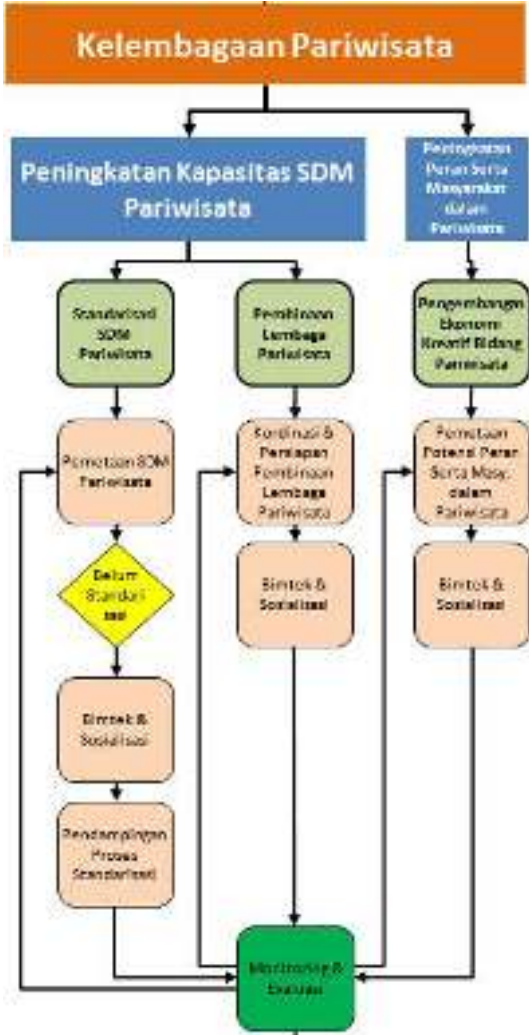 Kelembagaan Pariwisata
Peningkatan Kapasitas SDM
Pariwisata
Peningkatan
Peran Serta
Masyarakat
dalam
Pariwisata
Standarisasi
SDM
Pariwisata
Pembinaan
Lembaga
Pariwisata
Pengembangan
Ekonomi
Kreatif Bidang
Pariwisata
Pemetaan SDM
Pariwisata
Kordinasi &
Persiapan
Pembinaan
Lembaga
Pariwisata
Pemetaan
Potensi Peran
Serta Masy.
dalam
Pariwisata
Belum
Standari
sasi
Bimtek &
Sosialisasi
Bimtek &
Sosialisasi
Bimtek &
Sosialisasi
Pendampingan
Proses
Standarisasi
Monitoring &
Evaluasi